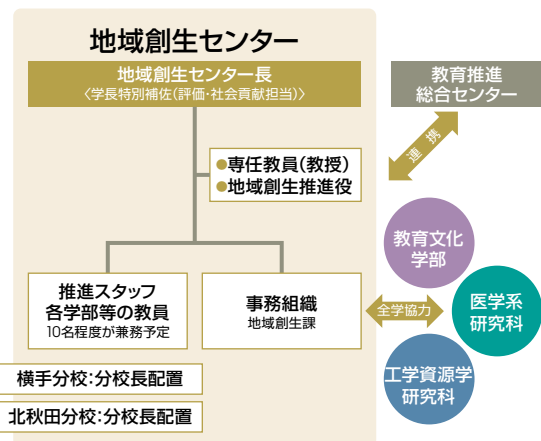 地域創生センター
地域創生センター長
〈学長特別補佐(評価・社会貢献担当)〉
教育推進
総合センター
連携
●専任教員(教授)
●地域創生推進役
教育文化
学部
推進スタッフ
各学部等の教員
10名程度が兼務予定
事務組織
地域創生課
全学協力
医学系
研究科
工学資源学
研究科
横手分校:分校長配置
北秋田分校:分校長配置